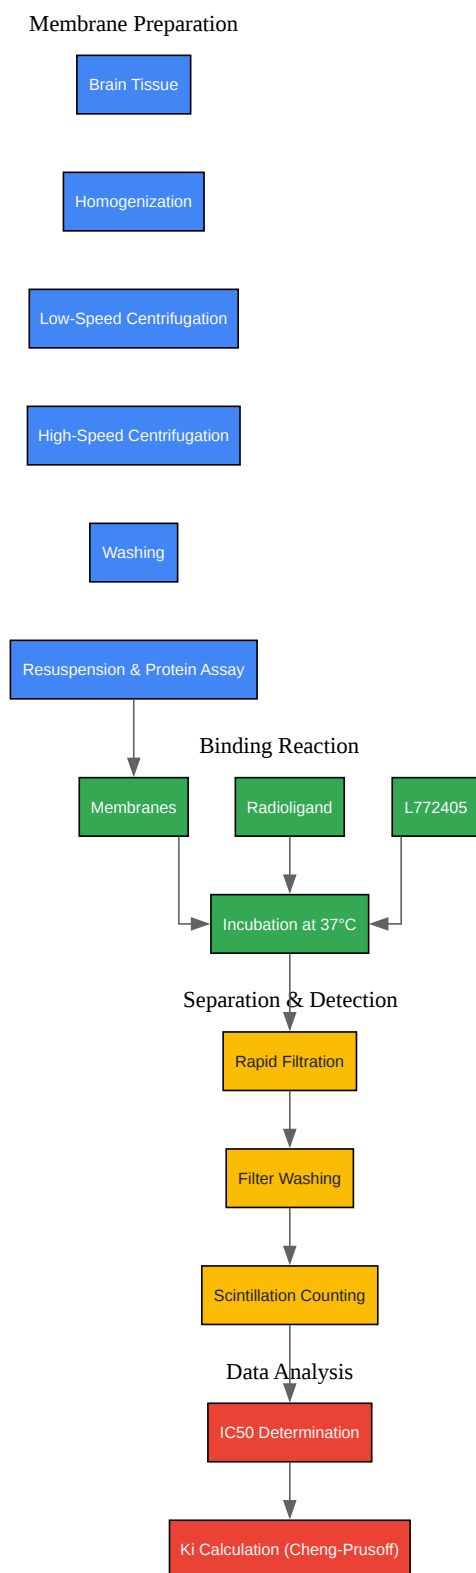 Membrane Preparation
Brain Tissue
Homogenization
Low-Speed Centrifugation
High-Speed Centrifugation
Washing
Resuspension & Protein Assay
Binding Reaction
Membranes
Radioligand
L772405
Incubation at 37°C
Separation & Detection
Rapid Filtration
Filter Washing
Scintillation Counting
Data Analysis
IC50 Determination
Ki Calculation (Cheng-Prusoff)